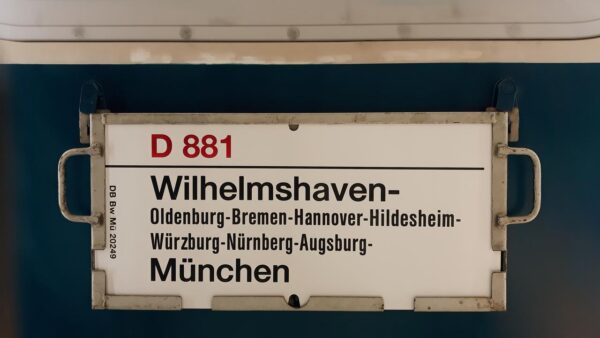 D 881
Wilhelmshaven-
Oldenburg-Bremen-Hannover-Hildesheim-
Würzburg-Nürnberg-Augsburg-
München
DB Bw Mü 20249